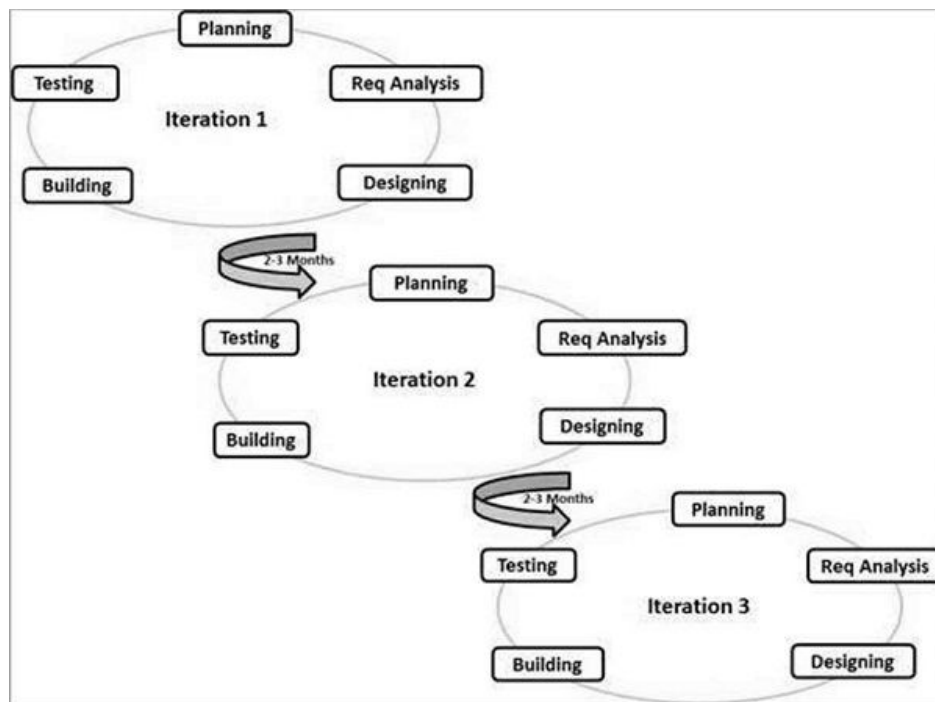 Planning
Testing
Req Analysis
Iteration 1
Building
Designing
2-3 Months
Planning
Testing
Req Analysis
Iteration 2
Building
Designing
2-3 Months
Planning
Testing
Req Analysis
Iteration 3
Building
Designing